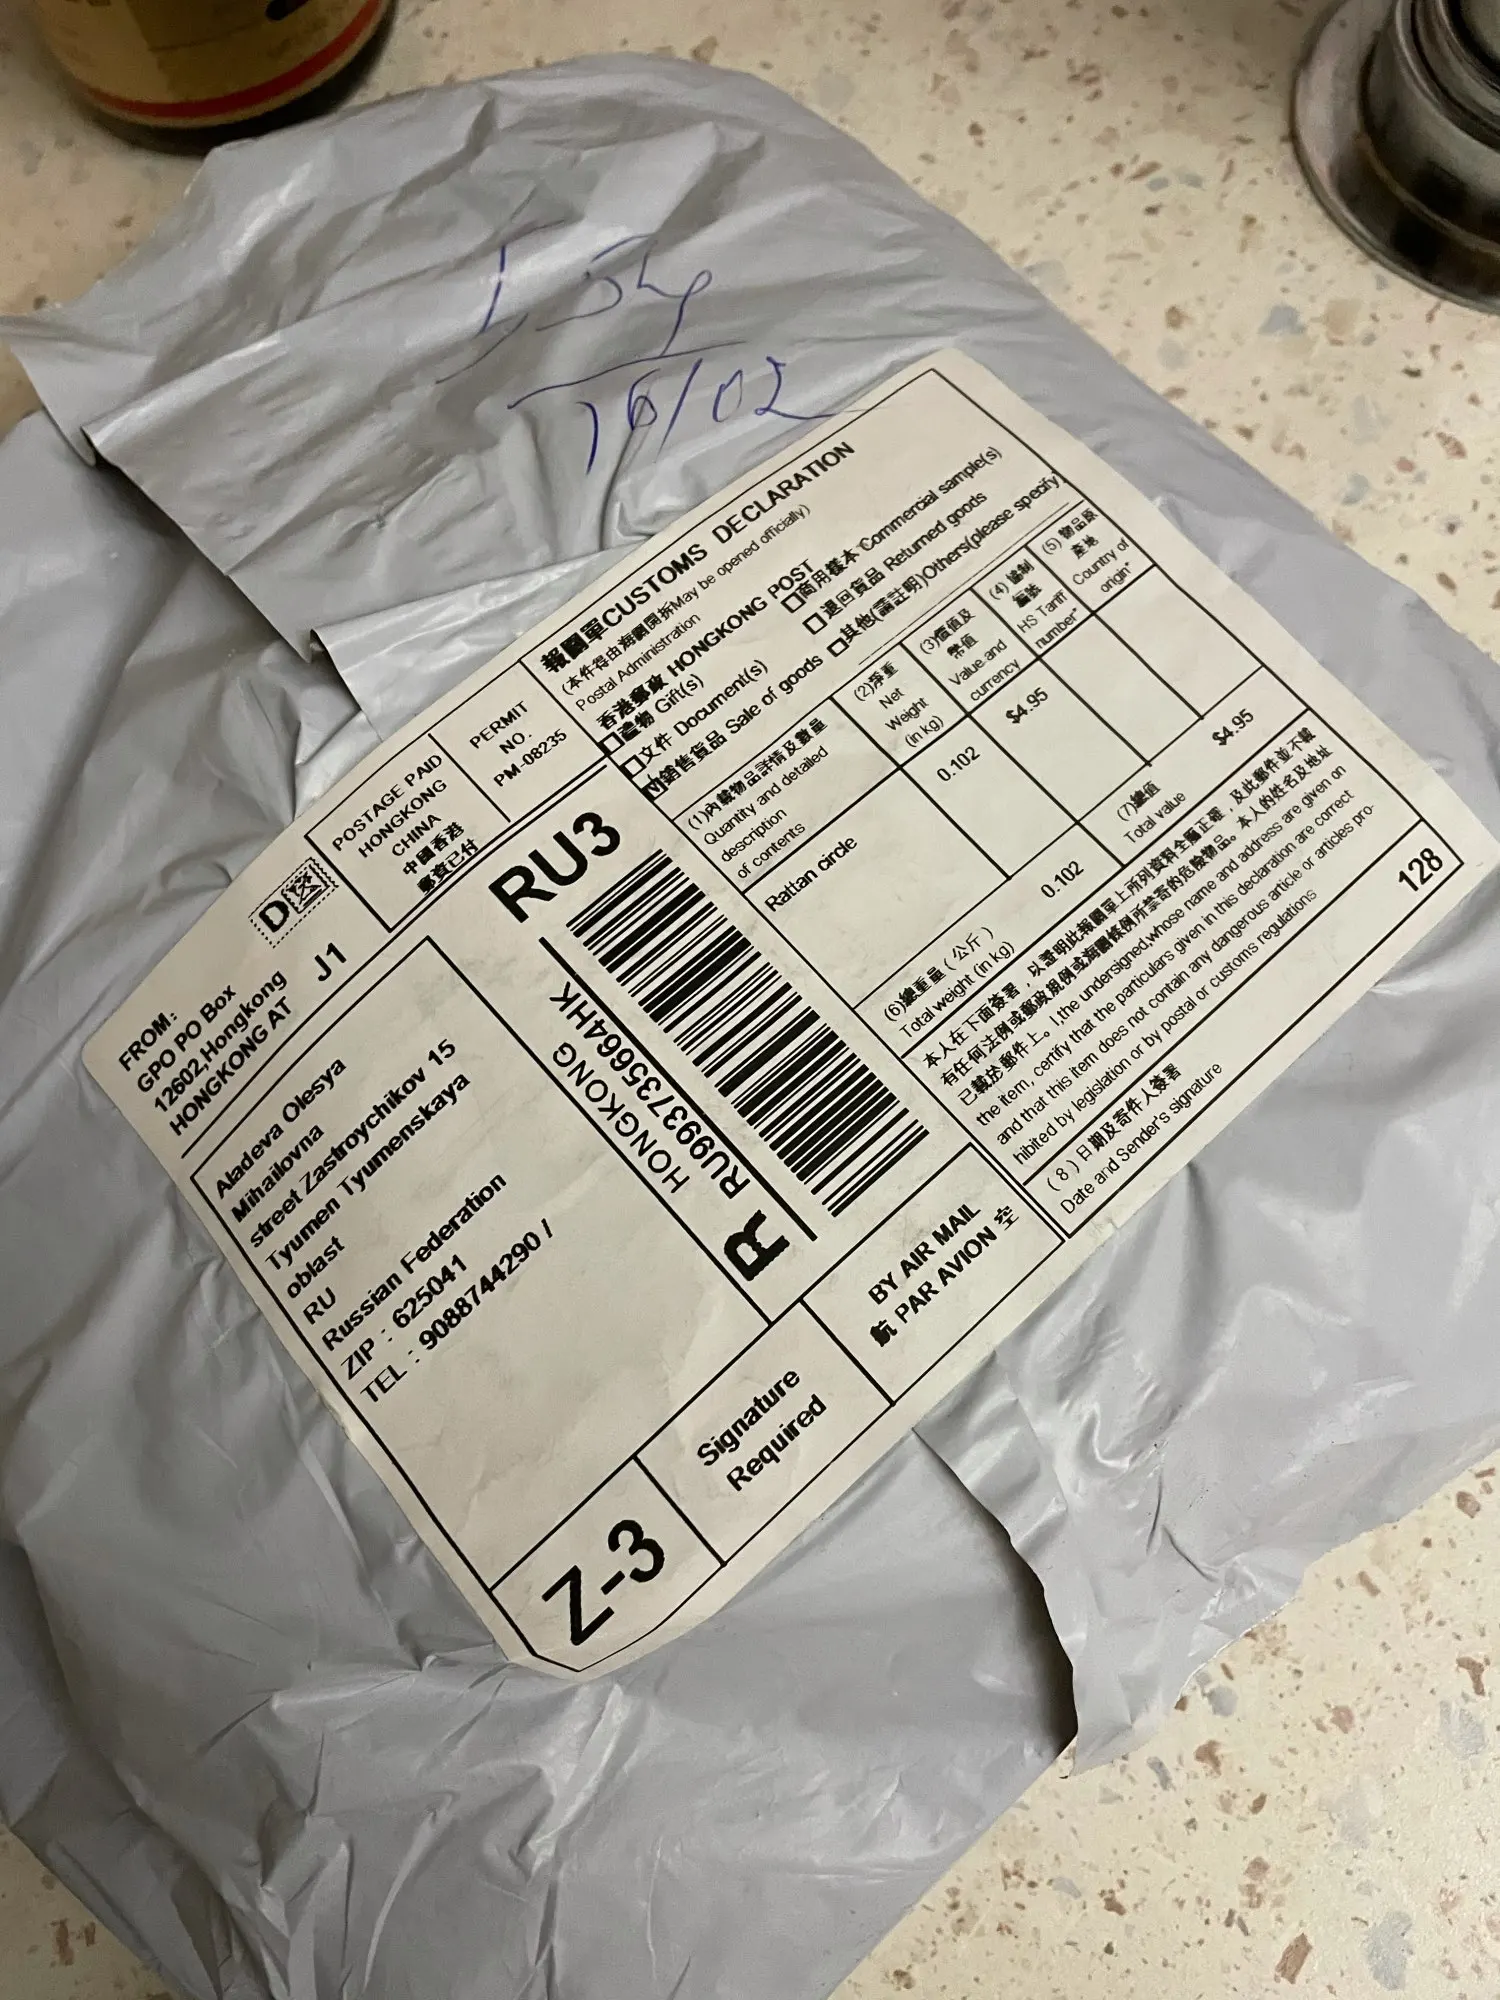 16/02
FROM:
GPO PO Box
12602,Hongkong
HONGKONG AT
J1
D
POSTAGE PAID
HONGKONG
CHINA
中國香港
郵資已付
PERMIT
NO.
PM-08235
Aladeva Olesya
Mihailovna
street Zastroychikov 15
Tyumen Tyumenskaya
oblast
RU
Russian Federation
ZIP : 625041
TEL : 9088744290 /
RU3
HONGKONG
RU993735664HK
R
Z-3
Signature
Required
BY AIR MAIL
航 PAR AVION 空
報關單CUSTOMS DECLARATION
(本件得由海關開拆May be opened officially)
Postal Administration
香港郵政 HONGKONG POST
禮物 Gift(s)
商用樣本 Commercial sample(s)
文件 Document(s)
退回貨品 Returned goods
銷售貨品 Sale of goods
其他(請註明)Others(please specify)
(1)內載物品詳情及數量
Quantity and detailed
description
of contents
(2)淨重
Net
Weight
(in kg)
(3)價值及
幣值
Value and
currency
(4) 編制
編號
HS Tariff
number*
(5) 物品原
產地
Country of
origin*
Rattan circle
0.102
$4.95
(6)總重量 ( 公斤 )
Total weight (in kg)
0.102
(7)總值
Total value
$4.95
本人在下面簽署，以證明此報關單上所列資料全屬正確，及此郵件並不載
有任何法例或郵政規例或海關條例所禁寄的危險物品。本人的姓名及地址
已載於郵件上。I,the undersigned,whose name and address are given on
the item, certify that the particulars given in this declaration are correct
and that this item does not contain any dangerous article or articles pro-
hibited by legislation or by postal or customs regulations
( 8 ) 日期及寄件人簽署
Date and Sender's signature
128